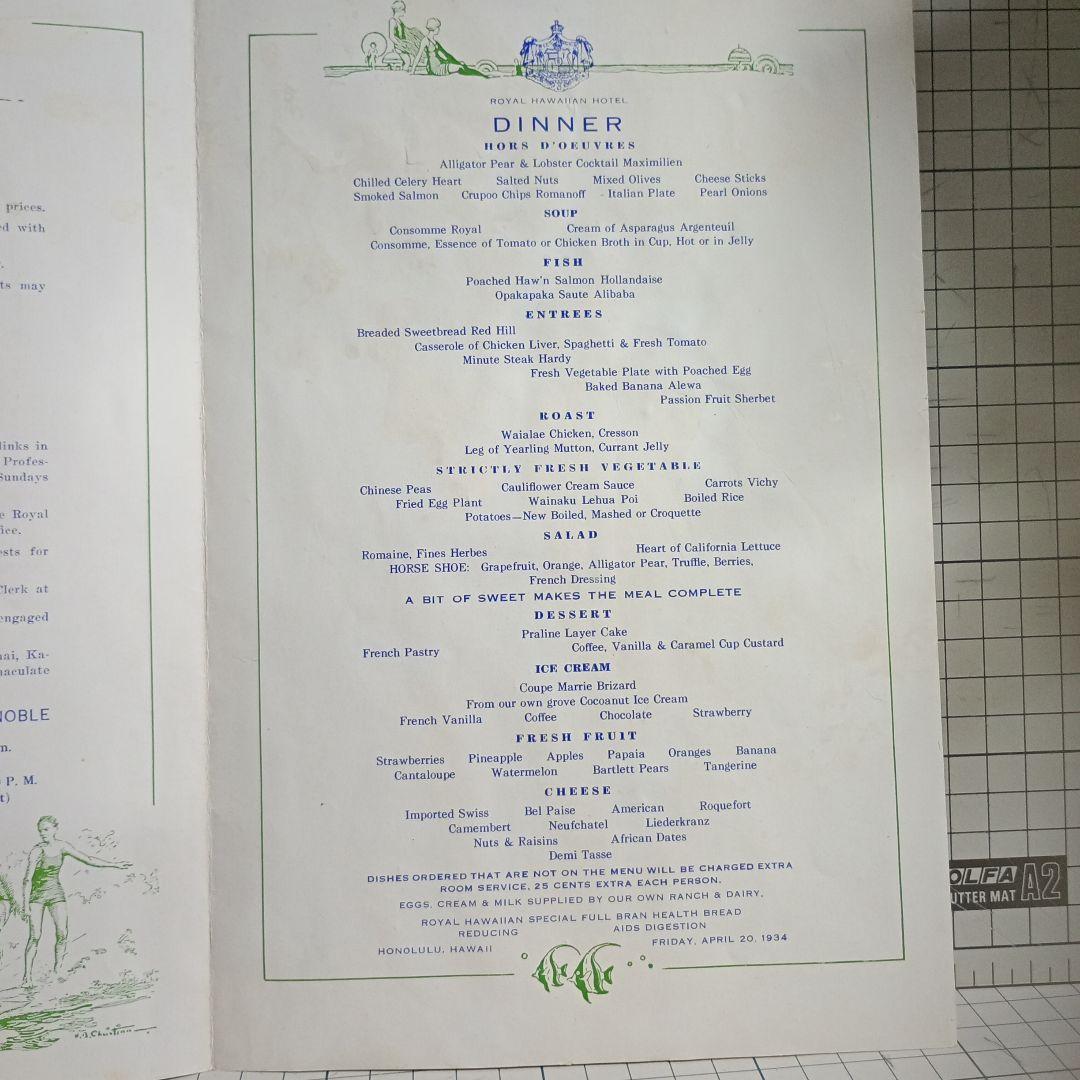 prices.
ed with
ts may
links in
Profes-
Sundays
e Royal
ice.
ests for
Clerk at
engaged
ai, Ka-
maculate
NOBLE
n.
P. M.
t)
ROYAL HAWAIIAN HOTEL
DINNER
HORS D'OEUVRES
Alligator Pear & Lobster Cocktail Maximilien
Chilled Celery Heart Salted Nuts Mixed Olives Cheese Sticks
Smoked Salmon Crupoo Chips Romanoff - Italian Plate Pearl Onions
SOUP
Consomme Royal Cream of Asparagus Argenteuil
Consomme, Essence of Tomato or Chicken Broth in Cup, Hot or in Jelly
FISH
Poached Haw'n Salmon Hollandaise
Opakapaka Saute Alibaba
ENTREES
Breaded Sweetbread Red Hill
Casserole of Chicken Liver, Spaghetti & Fresh Tomato
Minute Steak Hardy
Fresh Vegetable Plate with Poached Egg
Baked Banana Alewa
Passion Fruit Sherbet
ROAST
Waialae Chicken, Cresson
Leg of Yearling Mutton, Currant Jelly
STRICTLY FRESH VEGETABLE
Chinese Peas Cauliflower Cream Sauce Carrots Vichy
Fried Egg Plant Wainaku Lehua Poi Boiled Rice
Potatoes—New Boiled, Mashed or Croquette
SALAD
Romaine, Fines Herbes Heart of California Lettuce
HORSE SHOE: Grapefruit, Orange, Alligator Pear, Truffle, Berries,
French Dressing
A BIT OF SWEET MAKES THE MEAL COMPLETE
DESSERT
Praline Layer Cake
French Pastry Coffee, Vanilla & Caramel Cup Custard
ICE CREAM
Coupe Marrie Brizard
From our own grove Cocoanut Ice Cream
French Vanilla Coffee Chocolate Strawberry
FRESH FRUIT
Strawberries Pineapple Apples Papaia Oranges Banana
Cantaloupe Watermelon Bartlett Pears Tangerine
CHEESE
Imported Swiss Bel Paise American Roquefort
Camembert Neufchatel Liederkranz
Nuts & Raisins African Dates
Demi Tasse
DISHES ORDERED THAT ARE NOT ON THE MENU WILL BE CHARGED EXTRA
ROOM SERVICE, 25 CENTS EXTRA EACH PERSON.
EGGS, CREAM & MILK SUPPLIED BY OUR OWN RANCH & DAIRY.
ROYAL HAWAIIAN SPECIAL FULL BRAN HEALTH BREAD
REDUCING AIDS DIGESTION
HONOLULU, HAWAII FRIDAY, APRIL 20, 1934
OLFA
UTTER MAT A2